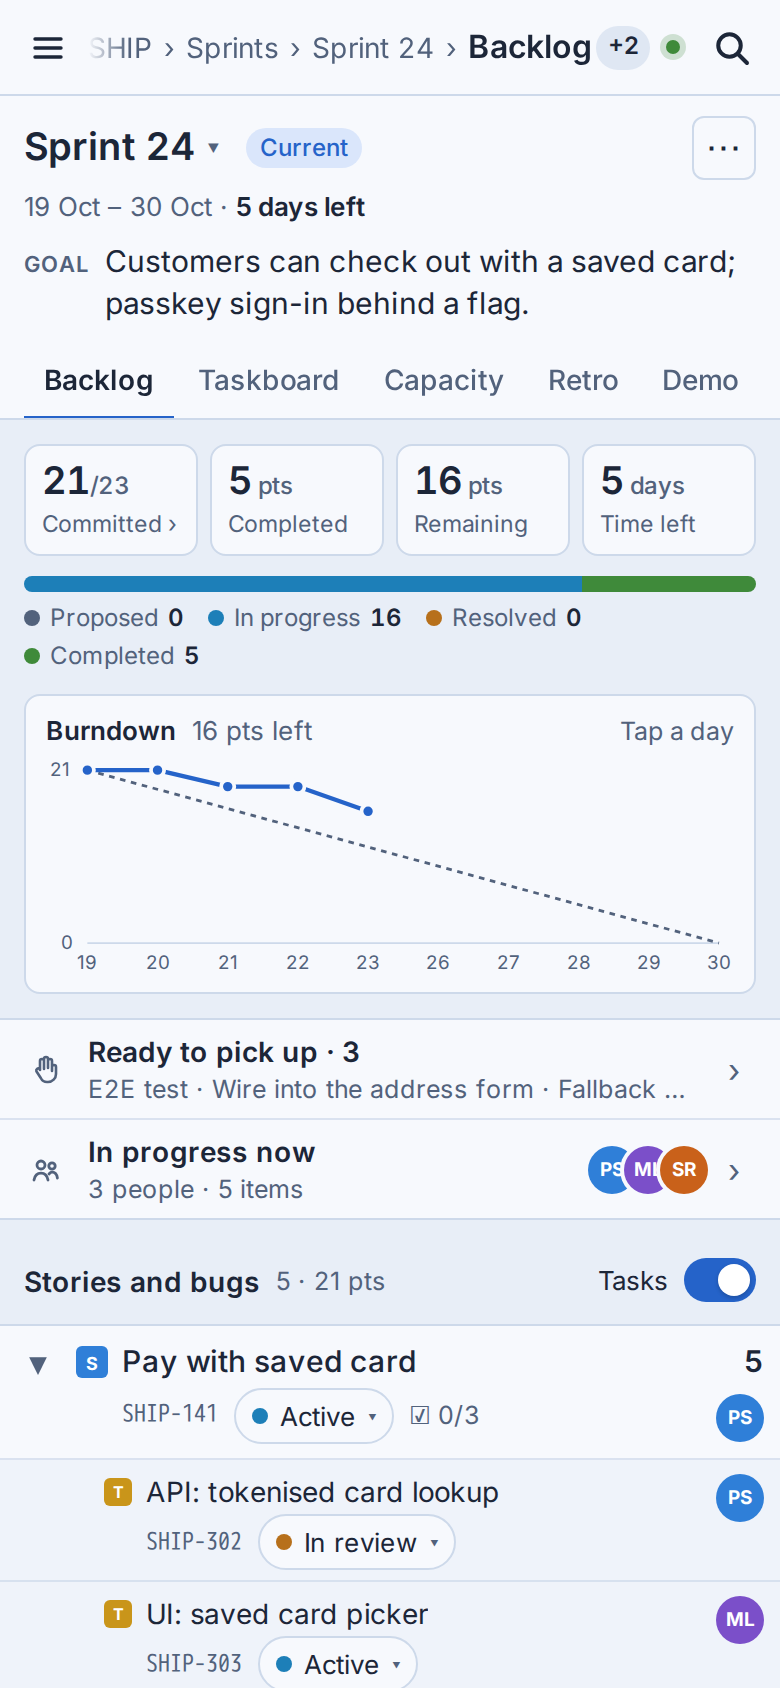 SHIP › Sprints › Sprint 24 › Backlog +2
Sprint 24 ▾ Current ···
19 Oct – 30 Oct · 5 days left
GOAL Customers can check out with a saved card;
passkey sign-in behind a flag.
Backlog Taskboard Capacity Retro Demo
21/23 5 pts 16 pts 5 days
Committed › Completed Remaining Time left
Proposed 0 In progress 16 Resolved 0
Completed 5
Burndown 16 pts left Tap a day
21
0
19 20 21 22 23 26 27 28 29 30
Ready to pick up · 3
E2E test · Wire into the address form · Fallback ...
›
In progress now
3 people · 5 items
PS ML SR ›
Stories and bugs 5 · 21 pts Tasks
▼ S Pay with saved card 5
SHIP-141 Active ▾ ☑ 0/3 PS
T API: tokenised card lookup PS
SHIP-302 In review ▾
T UI: saved card picker ML
SHIP-303 Active ▾